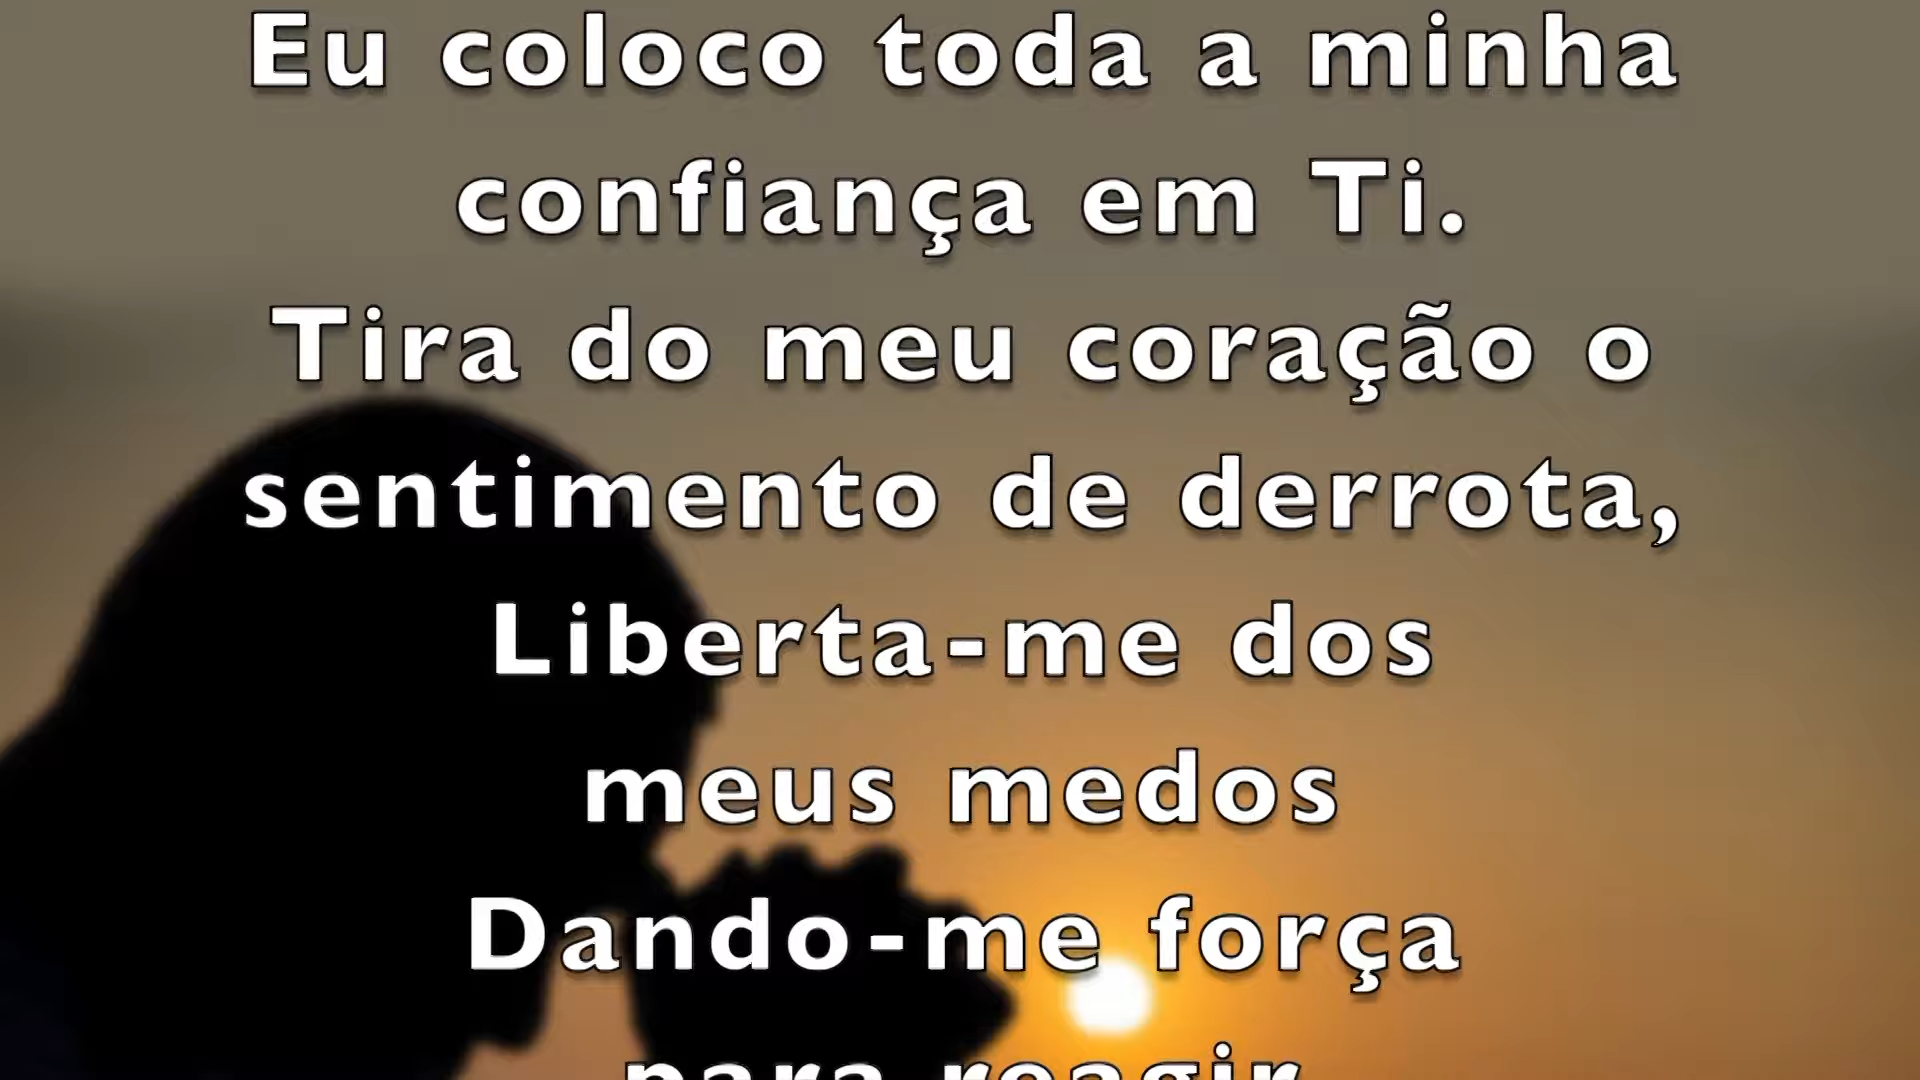 Eu coloco toda a minha
confiança em Ti.
Tira do meu coração o
sentimento de derrota,
Liberta-me dos
meus medos
Dando-me força
para reagir